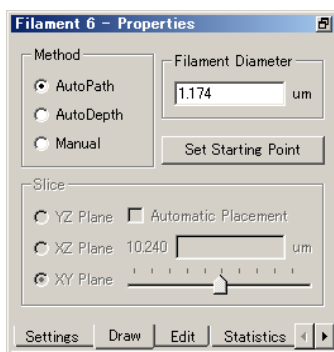 Filament 6 - Properties
Method
AutoPath
AutoDepth
Manual
Filament Diameter
1.174 um
Set Starting Point
Slice
YZ Plane Automatic Placement
XZ Plane 10.240 um
XY Plane
Settings Draw Edit Statistics